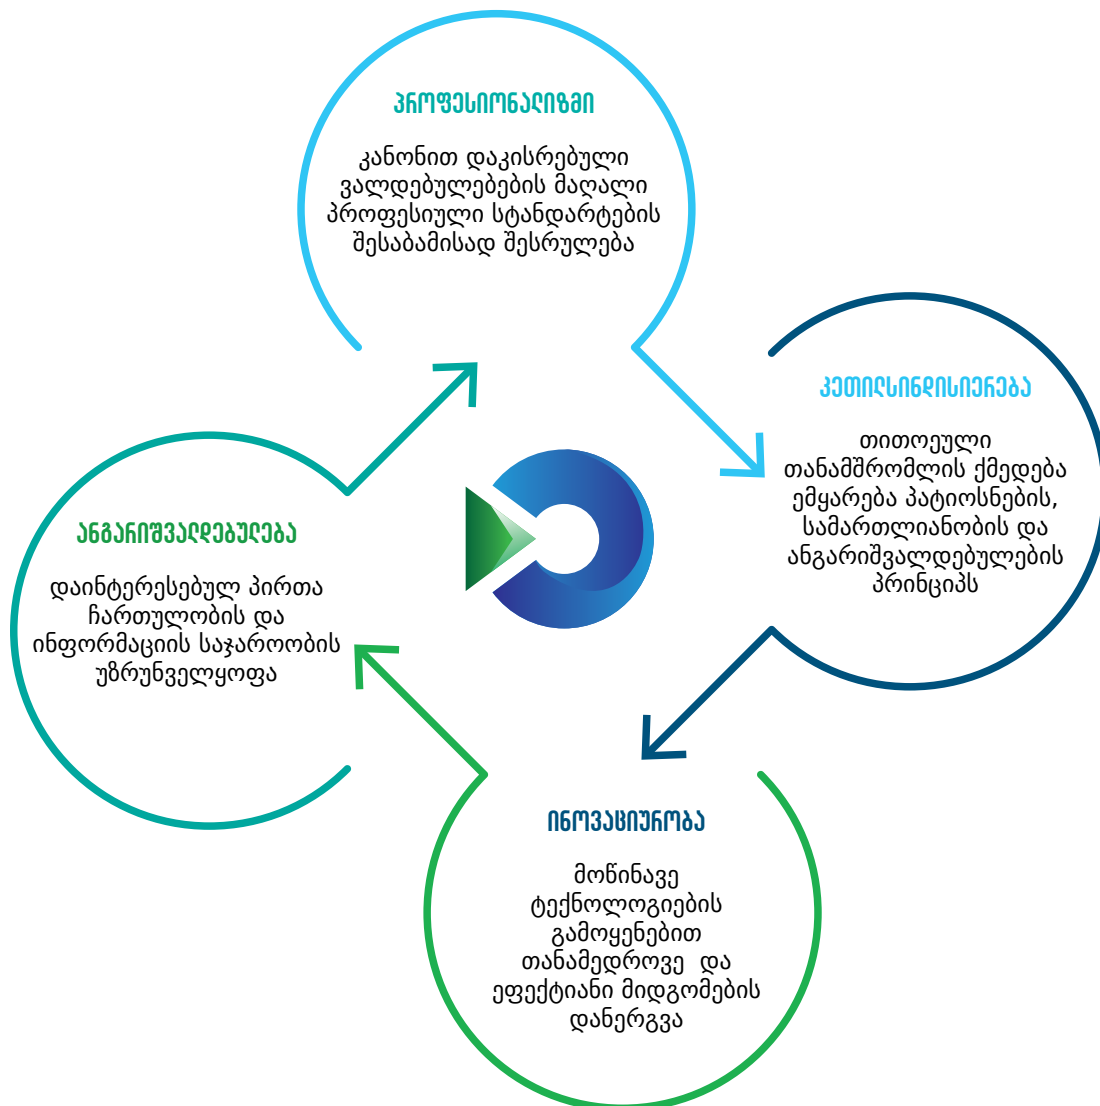 პროფესიონალიზმი
კანონით დაკისრებული
ვალდებულებების მაღალი
პროფესიული სტანდარტების
შესაბამისად შესრულება
კეთილსინდისიერება
თითოეული
თანამშრომლის ქმედება
ემყარება პატიოსნების,
სამართლიანობის და
ანგარიშვალდებულების
პრინციპს
ანგარიშვალდებულება
დაინტერესებულ პირთა
ჩართულობის და
ინფორმაციის საჯაროობის
უზრუნველყოფა
ინოვაციურობა
მოწინავე
ტექნოლოგიების
გამოყენებით
თანამედროვე  და
ეფექტიანი მიდგომების
დანერგვა